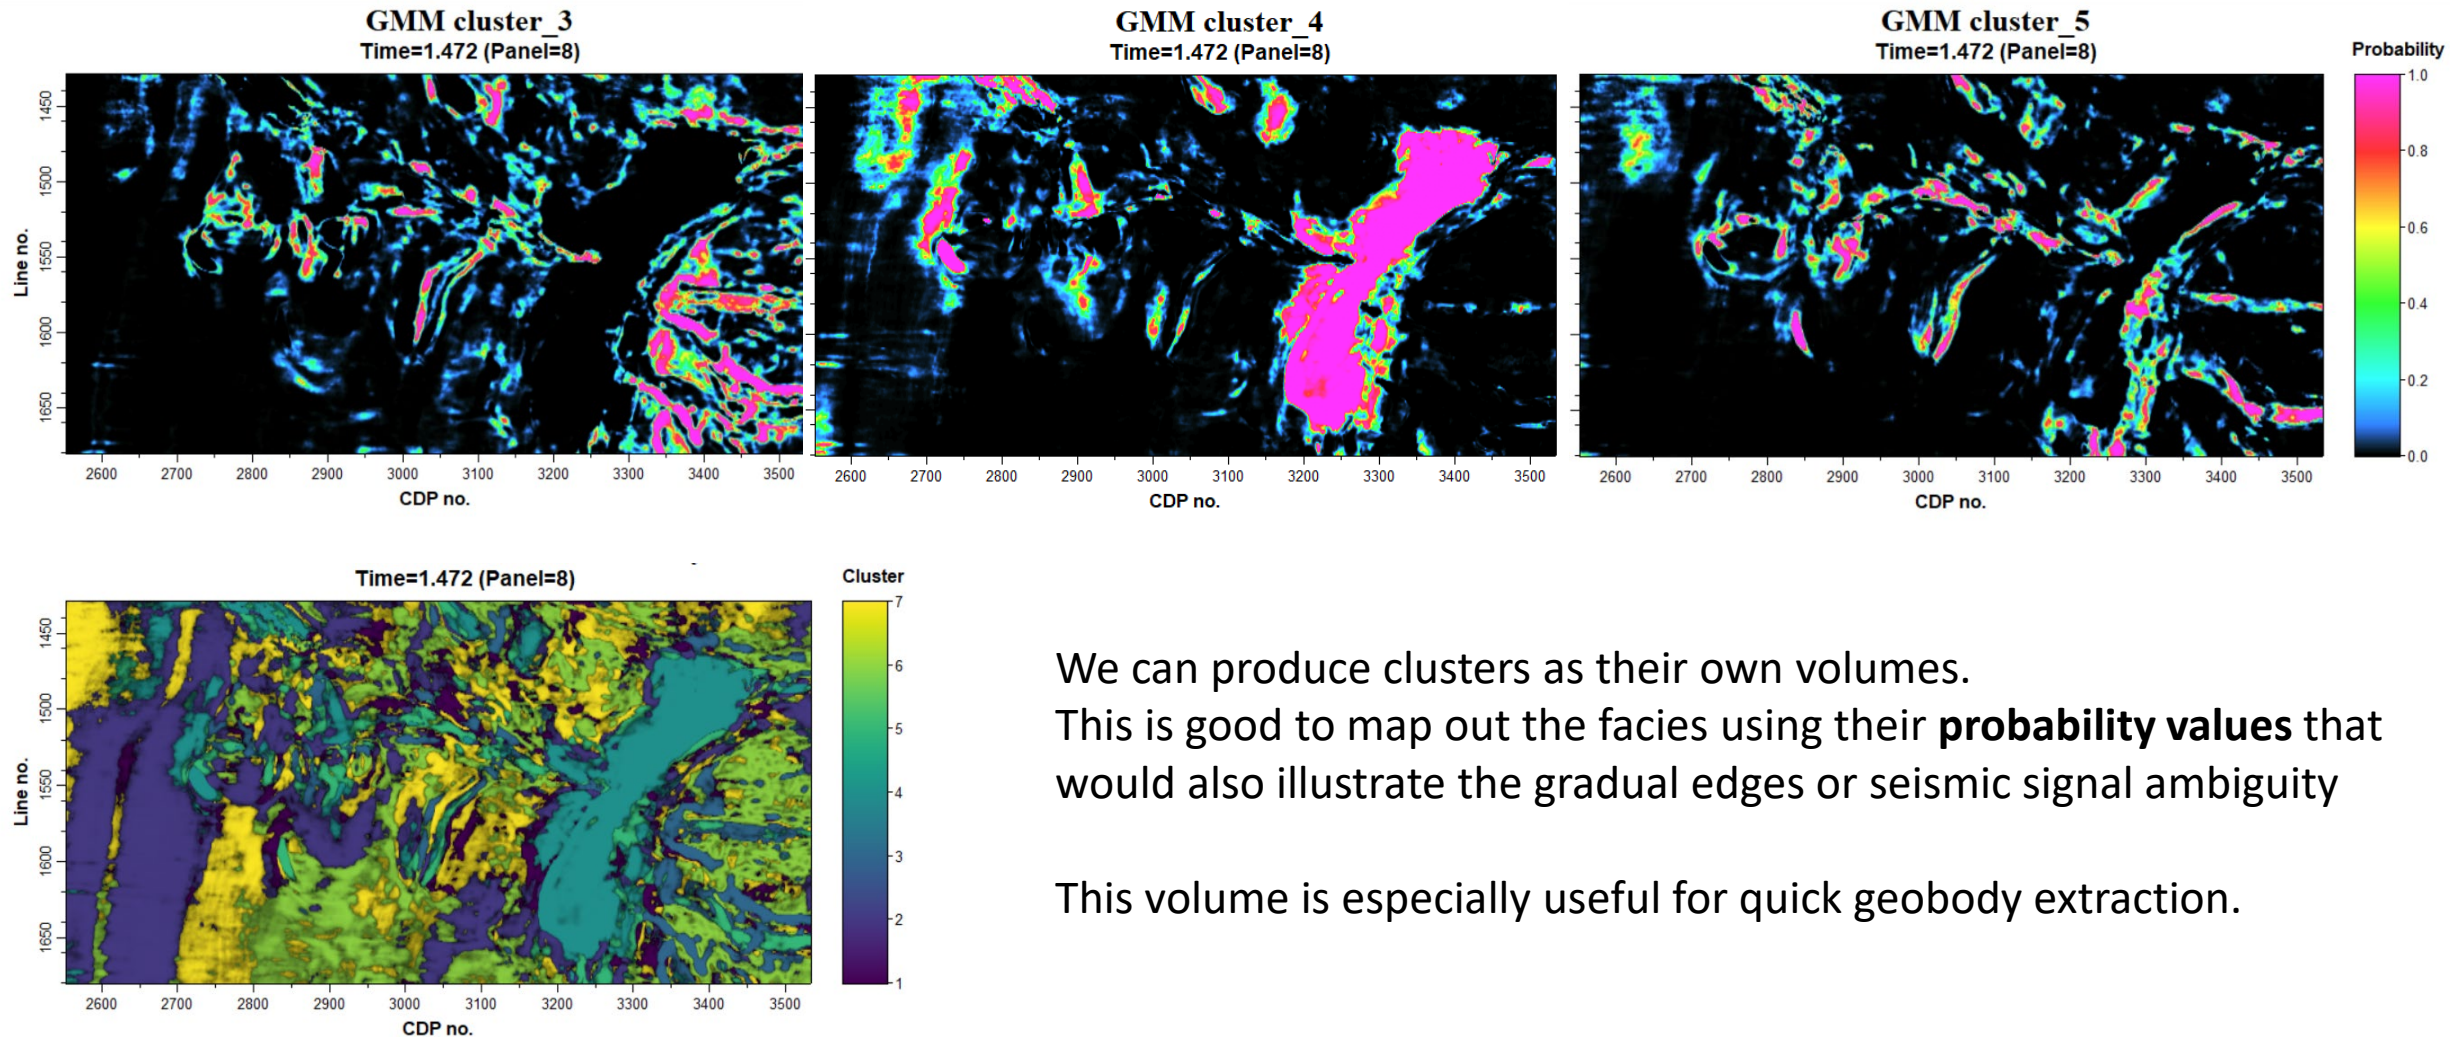 GMM cluster_3
Time=1.472 (Panel=8)
1450
1500
1550
1600
1650
Line no.
2600 2700 2800 2900 3000 3100 3200 3300 3400 3500
CDP no.
GMM cluster_4
Time=1.472 (Panel=8)
2600 2700 2800 2900 3000 3100 3200 3300 3400 3500
CDP no.
GMM cluster_5
Time=1.472 (Panel=8)
2600 2700 2800 2900 3000 3100 3200 3300 3400 3500
CDP no.
Probability
1.0
0.8
0.6
0.4
0.2
0.0
Time=1.472 (Panel=8)
1450
1500
1550
1600
1650
Line no.
2600 2700 2800 2900 3000 3100 3200 3300 3400 3500
CDP no.
Cluster
7
6
5
4
3
2
1
We can produce clusters as their own volumes.
This is good to map out the facies using their probability values that
would also illustrate the gradual edges or seismic signal ambiguity
This volume is especially useful for quick geobody extraction.